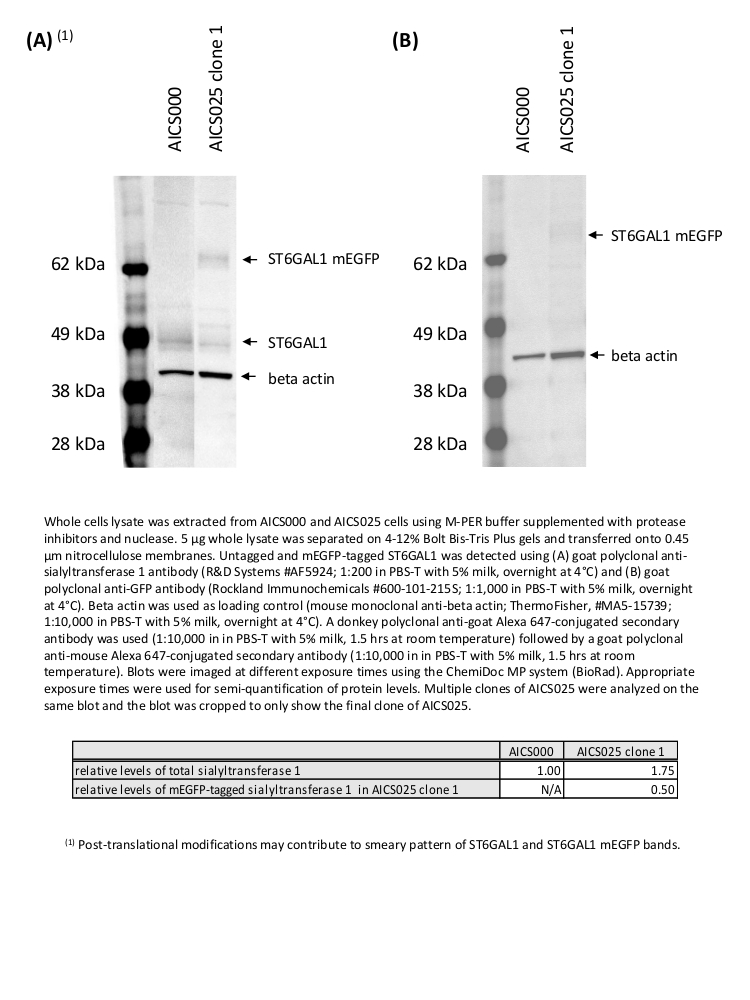 (A) (1)
AICS000
AICS025 clone 1
62 kDa
49 kDa
38 kDa
28 kDa
ST6GAL1 mEGFP
ST6GAL1
beta actin
(B)
AICS000
AICS025 clone 1
62 kDa
49 kDa
38 kDa
28 kDa
ST6GAL1 mEGFP
beta actin
Whole cells lysate was extracted from AICS000 and AICS025 cells using M-PER buffer supplemented with protease
inhibitors and nuclease. 5 µg whole lysate was separated on 4-12% Bolt Bis-Tris Plus gels and transferred onto 0.45
µm nitrocellulose membranes. Untagged and mEGFP-tagged ST6GAL1 was detected using (A) goat polyclonal anti-
sialyltransferase 1 antibody (R&D Systems #AF5924; 1:200 in PBS-T with 5% milk, overnight at 4°C) and (B) goat
polyclonal anti-GFP antibody (Rockland Immunochemicals #600-101-215S; 1:1,000 in PBS-T with 5% milk, overnight
at 4°C). Beta actin was used as loading control (mouse monoclonal anti-beta actin; ThermoFisher, #MA5-15739;
1:10,000 in PBS-T with 5% milk, overnight at 4°C). A donkey polyclonal anti-goat Alexa 647-conjugated secondary
antibody was used (1:10,000 in in PBS-T with 5% milk, 1.5 hrs at room temperature) followed by a goat polyclonal
anti-mouse Alexa 647-conjugated secondary antibody (1:10,000 in in PBS-T with 5% milk, 1.5 hrs at room
temperature). Blots were imaged at different exposure times using the ChemiDoc MP system (BioRad). Appropriate
exposure times were used for semi-quantification of protein levels. Multiple clones of AICS025 were analyzed on the
same blot and the blot was cropped to only show the final clone of AICS025.
AICS000 AICS025 clone 1
relative levels of total sialyltransferase 1 1.00 1.75
relative levels of mEGFP-tagged sialyltransferase 1 in AICS025 clone 1 N/A 0.50
(1) Post-translational modifications may contribute to smeary pattern of ST6GAL1 and ST6GAL1 mEGFP bands.